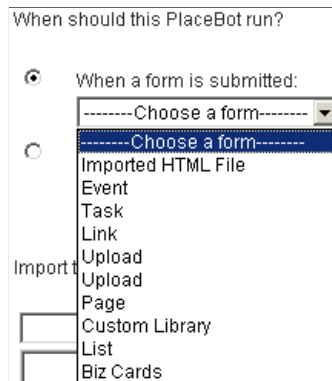 When should this PlaceBot run?
When a form is submitted:
--------Choose a form--------
--------Choose a form--------
Imported HTML File
Event
Task
Link
Upload
Import t
Upload
Page
Custom Library
List
Biz Cards